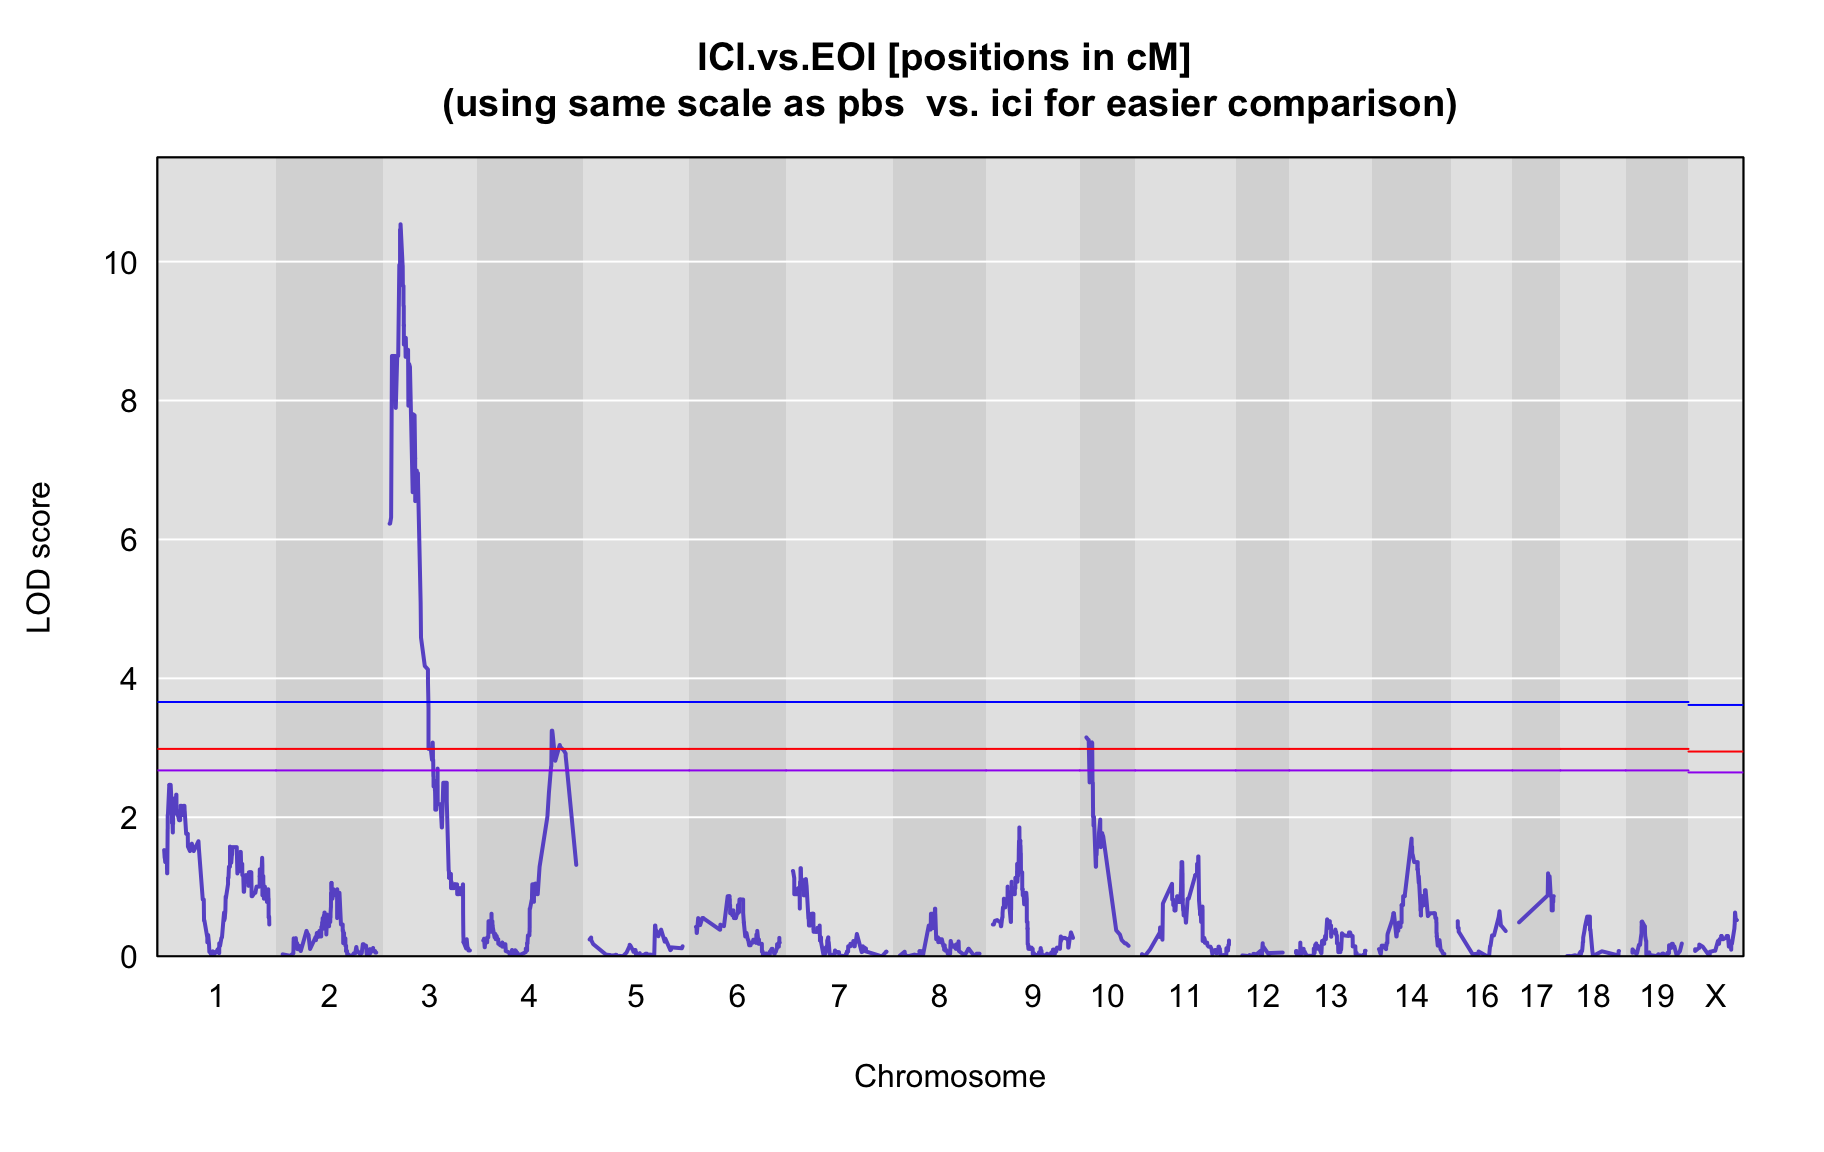 ICI.vs.EOI [positions in cM]
(using same scale as pbs  vs. ici for easier comparison)
LOD score
10
8
6
4
2
0
1 2 3 4 5 6 7 8 9 10 11 12 13 14 16 17 18 19 X
Chromosome